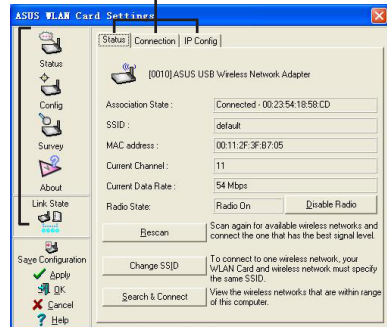 ASUS WLAN Card Settings
Status
Config
Survey
About
Link State
Save Configuration
Apply
OK
Cancel
Help
Status Connection IP Config
[0010] ASUS USB Wireless Network Adapter
Association State : Connected - 00:23:54:18:58:CD
SSID : default
MAC address : 00:11:2F:3F:B7:05
Current Channel : 11
Current Data Rate : 54 Mbps
Radio State: Radio On Disable Radio
Rescan
Scan again for available wireless networks and
connect the one that has the best signal level.
Change SSID
To connect to one wireless network, your
WLAN Card and wireless network must specify
the same SSID.
Search & Connect
View the wireless networks that are within range
of this computer.